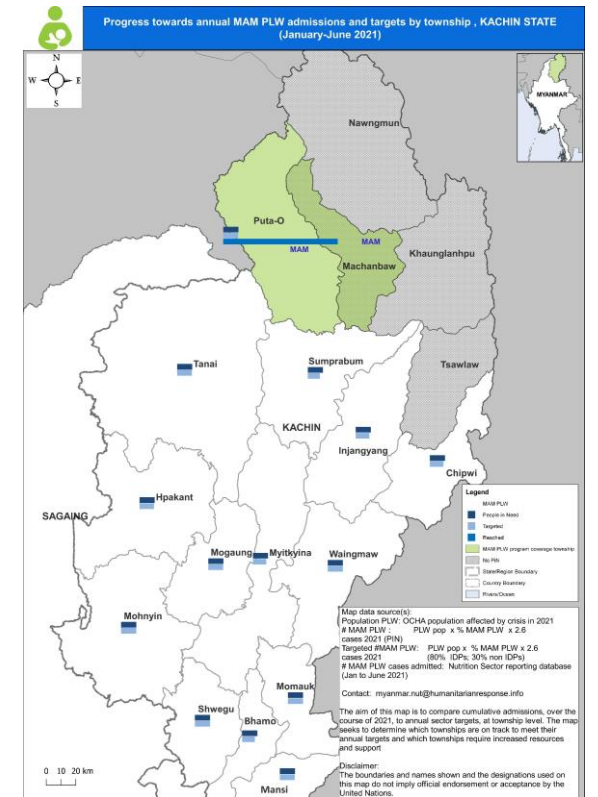 Progress towards annual MAM PLW admissions and targets by township , KACHIN STATE
(January-June 2021)
N
W
E
S
MYANMAR
Nawngmun
Puta-O
MAM
MAM
Khaunglanhpu
Machanbaw
Tsawlaw
Sumprabum
Tanai
KACHIN
Injangyang
Chipwi
Hpakant
SAGAING
Mogaung
Myitkyina
Waingmaw
Mohnyin
Momauk
Shwegu
Bhamo
Mansi
0 10 20 km
Legend
MAM PLW
People in Need
Targeted
Reached
MAM PLW program coverage township
No PIN
State/Region Boundary
Country Boundary
Rivers/Ocean
Map data source(s):
Population PLW: OCHA population affected by crisis in 2021
# MAM PLW : PLW pop x % MAM PLW x 2.6
cases 2021 (PIN)
Targeted #MAM PLW: PLW pop x % MAM PLW x 2.6
cases 2021 (80% IDPs; 30% non IDPs)
# MAM PLW cases admitted: Nutrition Sector reporting database
(Jan to June 2021)
Contact: myanmar.nut@humanitarianresponse.info
The aim of this map is to compare cumulative admissions, over the
course of 2021, to annual sector targets, at township level. The map
seeks to determine which townships are on track to meet their
annual targets and which townships require increased resources
and support
Disclaimer:
The boundaries and names shown and the designations used on
this map do not imply official endorsement or acceptance by the
United Nations.